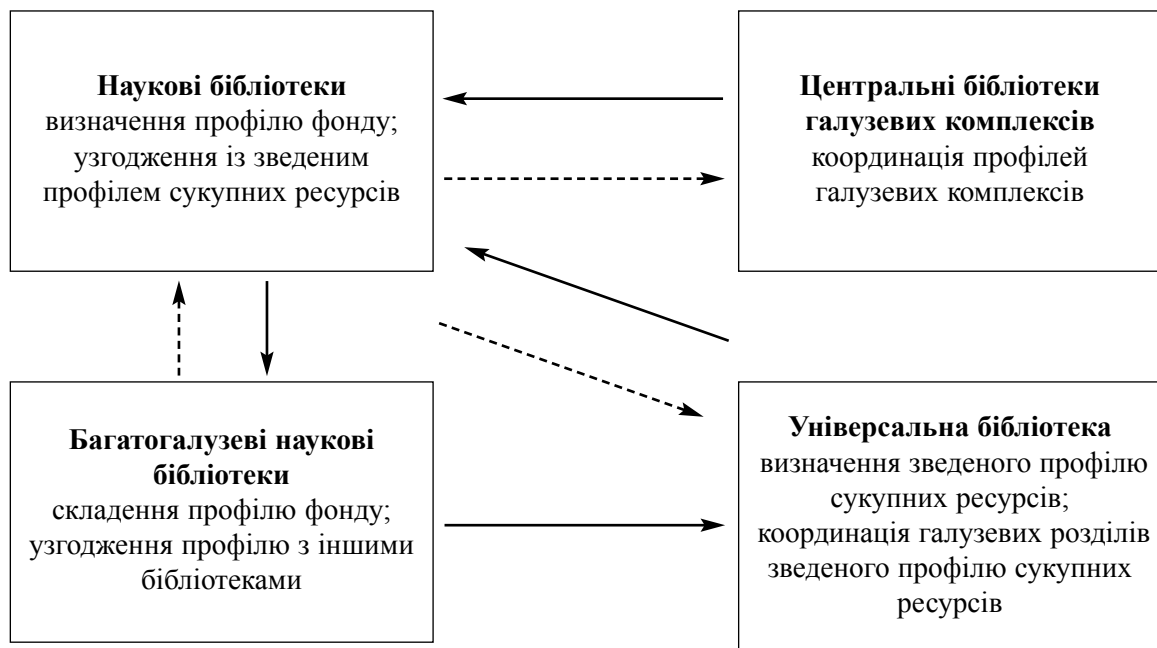 Наукові бібліотеки
визначення профілю фонду;
узгодження із зведеним
профілем сукупних ресурсів
Центральні бібліотеки
галузевих комплексів
координація профілей
галузевих комплексів
Багатогалузеві наукові
бібліотеки
складення профілю фонду;
узгодження профілю з іншими
бібліотеками
Універсальна бібліотека
визначення зведеного профілю
сукупних ресурсів;
координація галузевих розділів
зведеного профілю сукупних
ресурсів